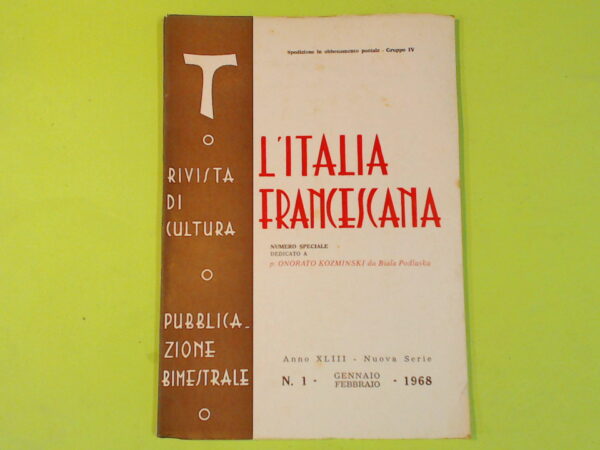 Spedizione in abbonamento postale - Gruppo IV
T
RIVISTA
DI
CULTURA
PUBBLICA-
ZIONE
BIMESTRALE
L'ITALIA
FRANCESCANA
NUMERO SPECIALE
DEDICATO A
p. ONORATO KOZMINSKI da Biala Podlaska
Anno XLIII - Nuova Serie
N. 1 - GENNAIO FEBBRAIO - 1968